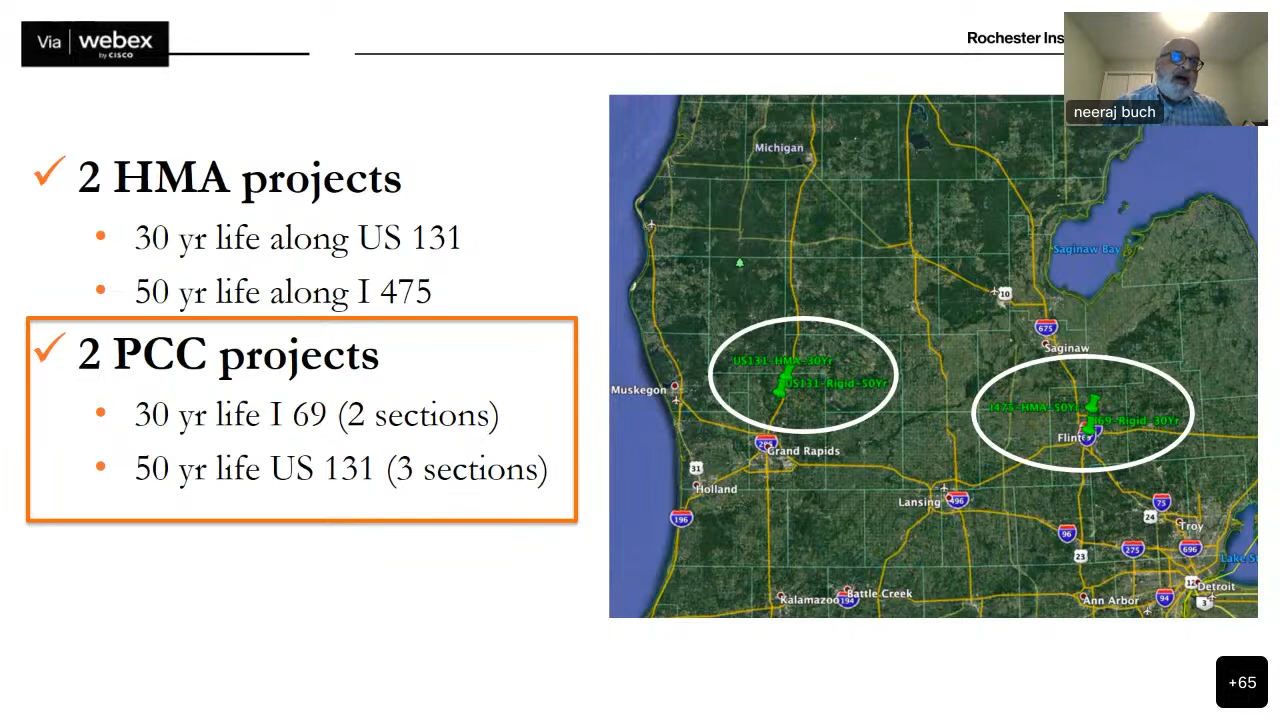 Via webex
by CISCO
Rochester Ins
neeraj buch
✓ 2 HMA projects
• 30 yr life along US 131
• 50 yr life along I 475
✓ 2 PCC projects
• 30 yr life I 69 (2 sections)
• 50 yr life US 131 (3 sections)
Michigan
Saginaw Bay
10
675
Saginaw
US131-HMA-30Yr
US131-Rigid-50Yr
Muskegon
I475-HMA-50Yr
I69-Rigid-30Yr
Flint
Grand Rapids
31
Holland
196
Lansing
496
75
24
Troy
96
23
275
696
Lake S
Detroit
12
Kalamazoo
194
Battle Creek
Ann Arbor
94
3
+65